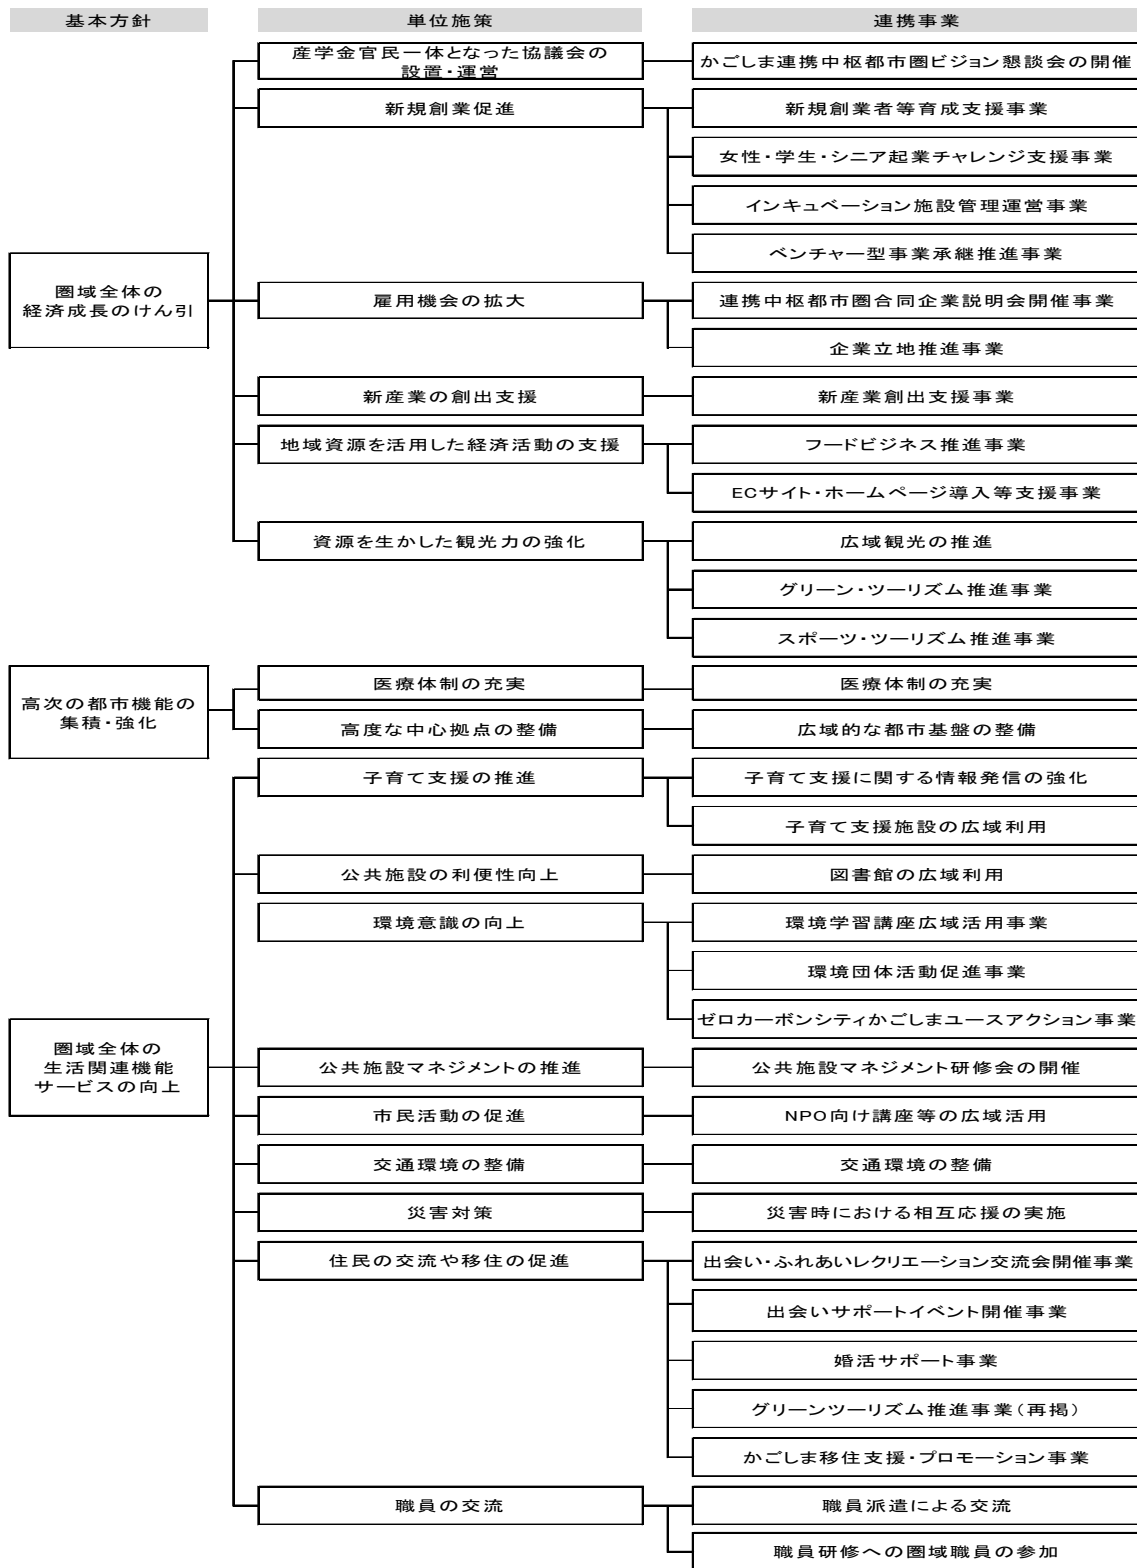 基本方針
単位施策
連携事業
産学金官民一体となった協議会の
設置・運営
かごしま連携中枢都市圏ビジョン懇談会の開催
新規創業促進
新規創業者等育成支援事業
女性・学生・シニア起業チャレンジ支援事業
インキュベーション施設管理運営事業
ベンチャー型事業承継推進事業
圏域全体の
経済成長のけん引
雇用機会の拡大
連携中枢都市圏合同企業説明会開催事業
企業立地推進事業
新産業の創出支援
新産業創出支援事業
地域資源を活用した経済活動の支援
フードビジネス推進事業
ECサイト・ホームページ導入等支援事業
資源を生かした観光力の強化
広域観光の推進
グリーン・ツーリズム推進事業
スポーツ・ツーリズム推進事業
高次の都市機能の
集積・強化
医療体制の充実
医療体制の充実
高度な中心拠点の整備
広域的な都市基盤の整備
子育て支援の推進
子育て支援に関する情報発信の強化
子育て支援施設の広域利用
公共施設の利便性向上
図書館の広域利用
環境意識の向上
環境学習講座広域活用事業
環境団体活動促進事業
ゼロカーボンシティかごしまユースアクション事業
圏域全体の
生活関連機能
サービスの向上
公共施設マネジメントの推進
公共施設マネジメント研修会の開催
市民活動の促進
NPO向け講座等の広域活用
交通環境の整備
交通環境の整備
災害対策
災害時における相互応援の実施
住民の交流や移住の促進
出会い・ふれあいレクリエーション交流会開催事業
出会いサポートイベント開催事業
婚活サポート事業
グリーンツーリズム推進事業(再掲)
かごしま移住支援・プロモーション事業
職員の交流
職員派遣による交流
職員研修への圏域職員の参加